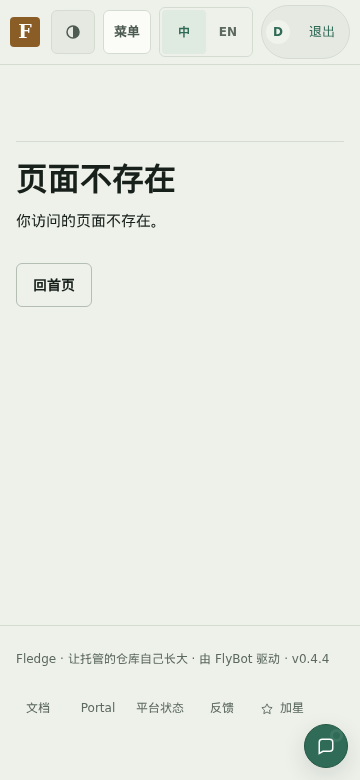 F 菜单 中 EN D 退出
页面不存在
你访问的页面不存在。
回首页
Fledge · 让托管的仓库自己长大 · 由 FlyBot 驱动 · v0.4.4
文档 Portal 平台状态 反馈 加星